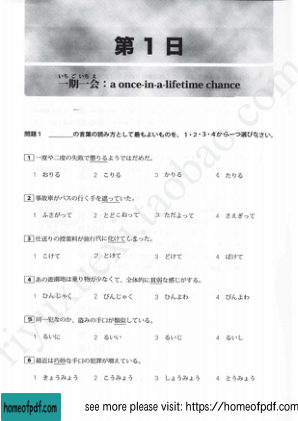 第1日
いちごいちえ
一期一会：a once-in-a-lifetime chance
問題1 ＿＿＿の言葉の読み方として最もよいものを、1・2・3・4から一つ選びなさい。
1 一度や二度の失敗で懲りるようではだめだ。
1 おりる 2 こりる 3 かりる 4 たりる
2 事故車がバスの行く手を遮っていた。
1 ふさがって 2 とどこおって 3 ただよって 4 さえぎって
3 仕送りの授業料が旅行代に化けてしまった。
1 こけて 2 とけて 3 どけて 4 ばけて
4 あの遊園地は乗り物が少なくて、全体的に貧弱な感じがする。
1 ひんじゃく 2 びんじゃく 3 ひんよわ 4 びんよわ
5 同一犯なのか、盗みの手口が類似している。
1 るいに 2 るいい 3 るいじ 4 るいし
6 最近は巧妙な手口の犯罪が増えている。
1 きょうみょう 2 こうみょう 3 しょうみょう 4 とうみょう
riyuxuexi.taobao.com
homeofpdf.com
see more please visit: https://homeofpdf.com